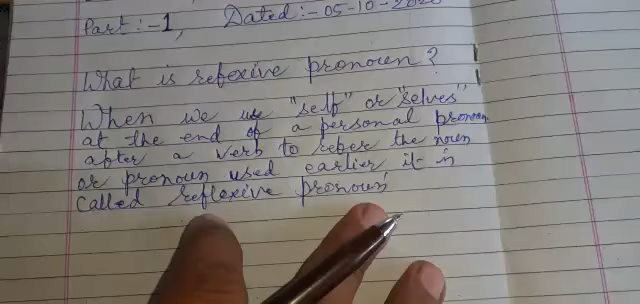 Part:-1, Dated:-05-10-202
What is refexive pronoun?
When we use "self" or "selves"
at the end of a personal pronoun
after a verb to refer the noun
or pronoun used earlier it is
called reflexive pronoun